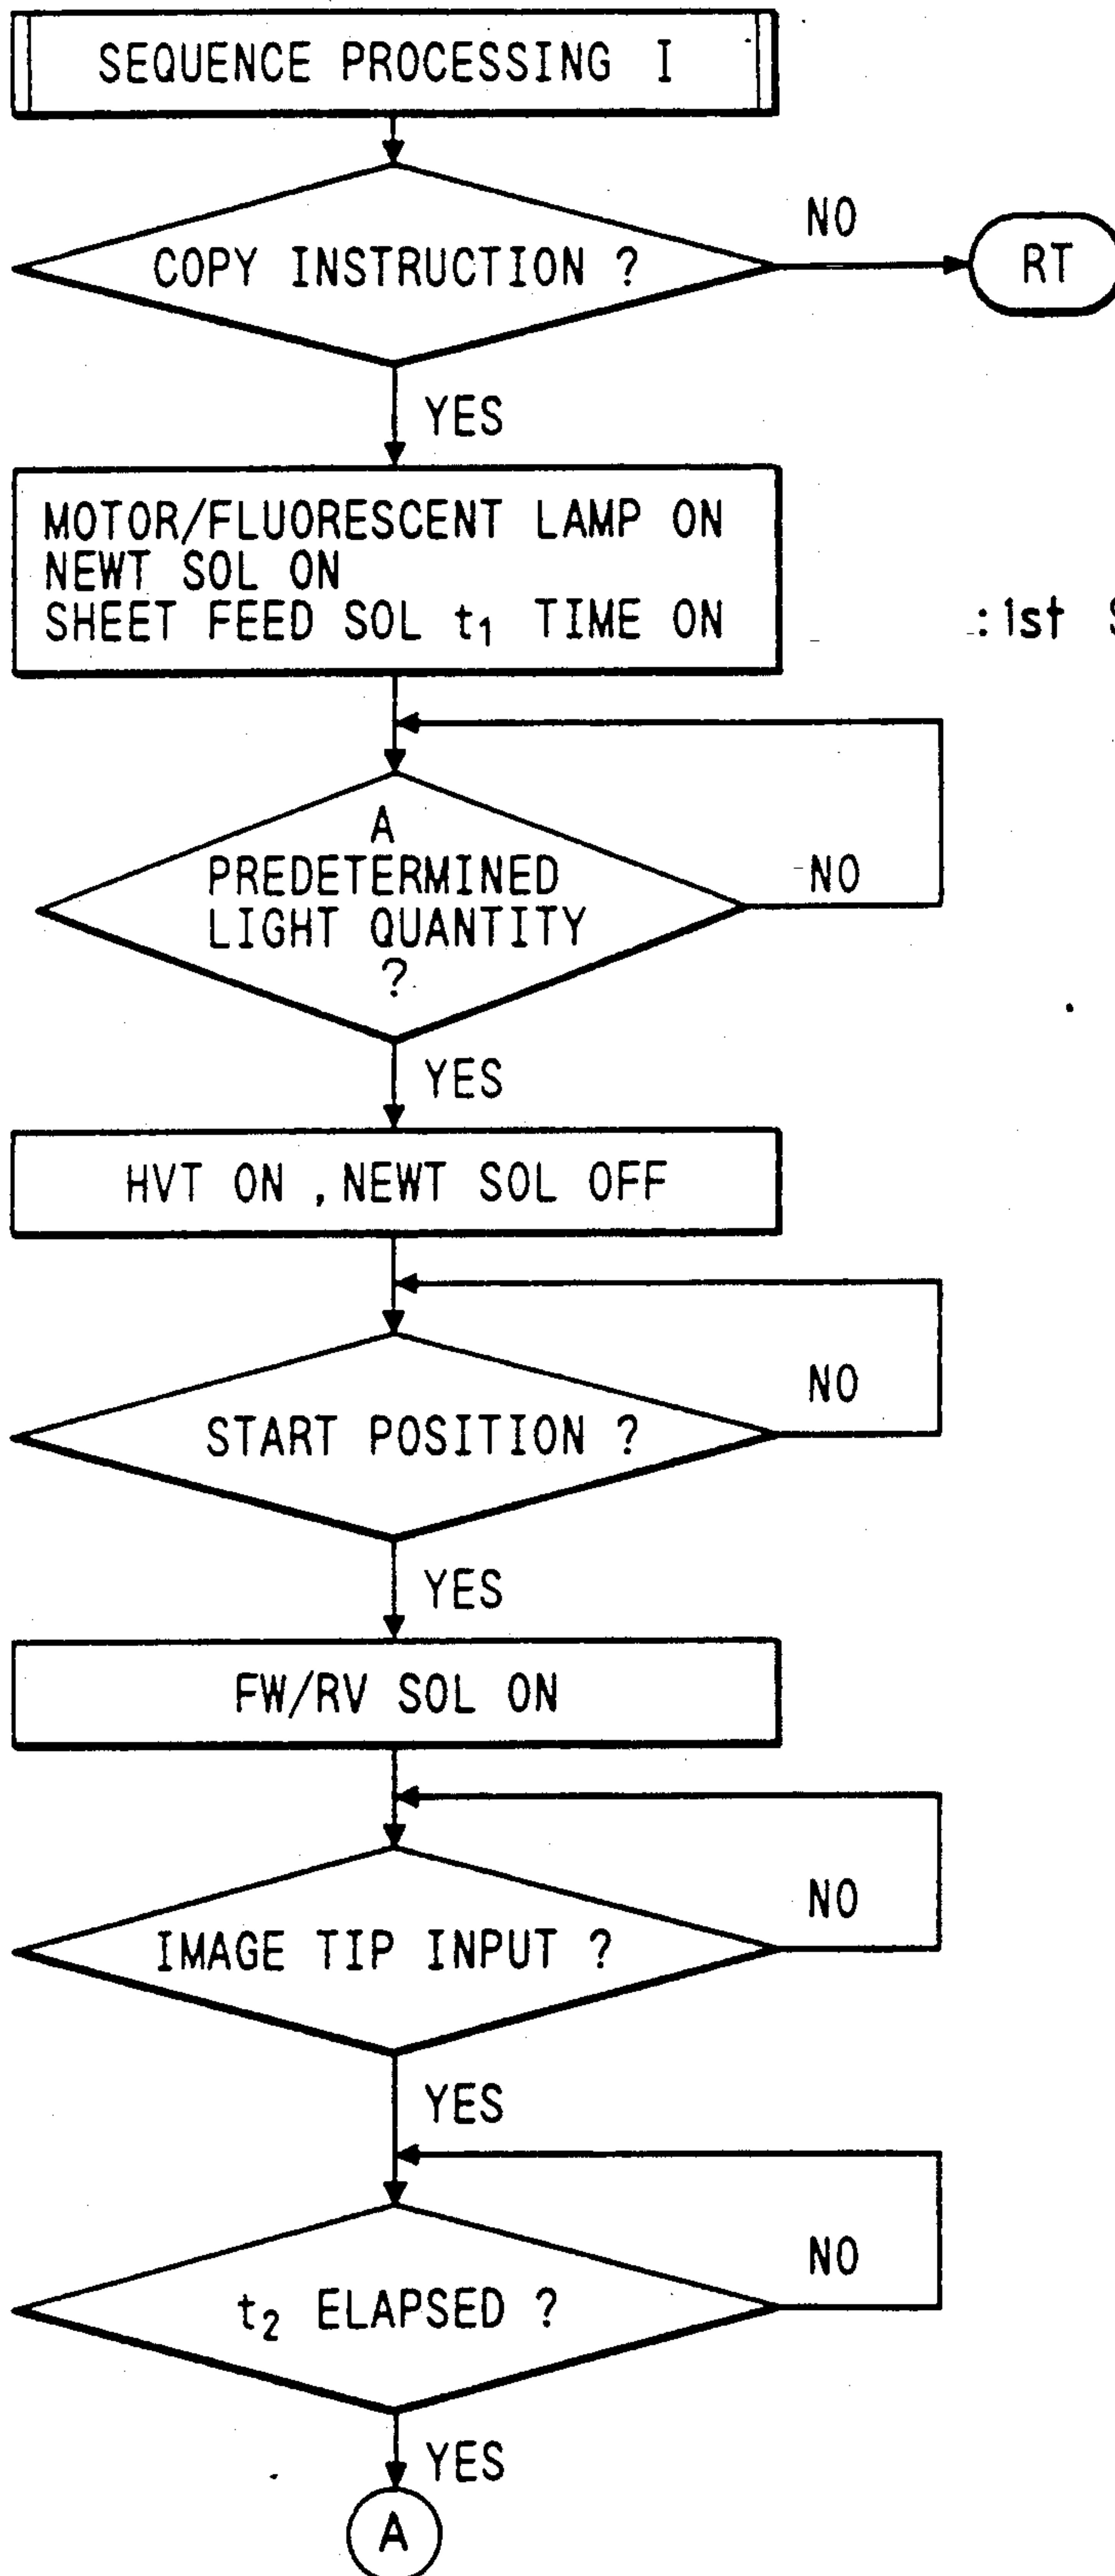 SEQUENCE PROCESSING I
COPY INSTRUCTION ?
NO
RT
YES
MOTOR/FLUORESCENT LAMP ON
NEWT SOL ON
SHEET FEED SOL t₁ TIME ON
:1st
A
PREDETERMINED
LIGHT QUANTITY
?
NO
YES
HVT ON , NEWT SOL OFF
START POSITION ?
NO
YES
FW/RV SOL ON
IMAGE TIP INPUT ?
NO
YES
t₂ ELAPSED ?
NO
YES
A